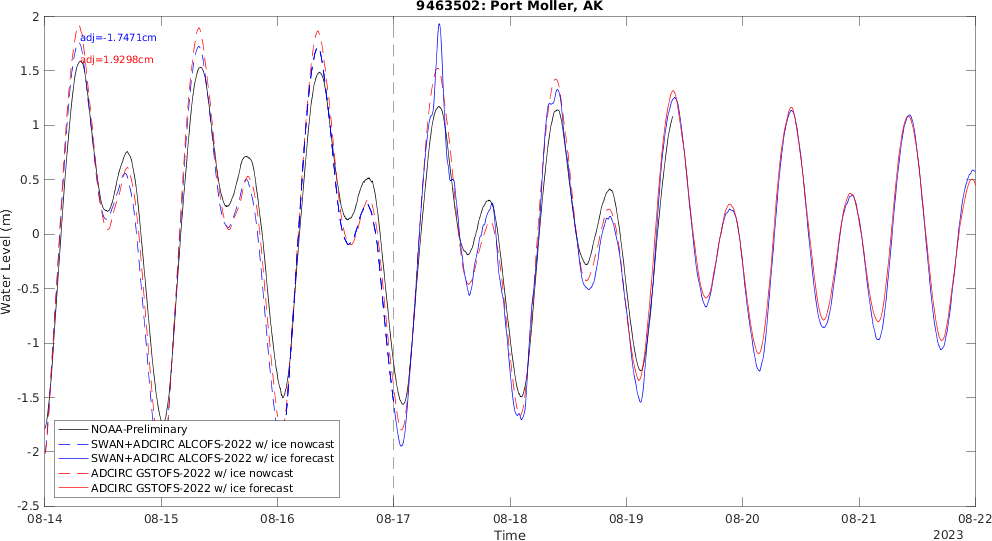 9463502: Port Moller, AK
adj=-1.7471cm
adj=1.9298cm
Water Level (m)
2
1.5
1
0.5
0
-0.5
-1
-1.5
-2
-2.5
NOAA-Preliminary
SWAN+ADCIRC ALCOFS-2022 w/ ice nowcast
SWAN+ADCIRC ALCOFS-2022 w/ ice forecast
ADCIRC GSTOFS-2022 w/ ice nowcast
ADCIRC GSTOFS-2022 w/ ice forecast
08-14 08-15 08-16 08-17 08-18 08-19 08-20 08-21 08-22
Time
2023